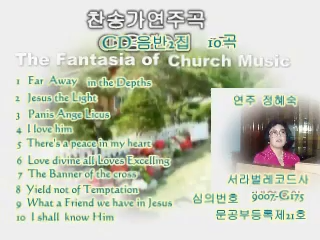 찬송가연주곡
CD 음반2집 10곡
The Fantasia of Church Music
1 Far Away in the Depths
2 Jesus the Light
3 Panis Ange Licus
4 I love him
5 There's a peace in my heart
6 Love divine all Loves Excelling
7 The Banner of the cross
8 Yield not of Temptation
9 What a Friend we have in Jesus
10 I shall know Him
연주 정혜숙
서라벌레코드사
심의번호 9007-G175
문공부등록제21호